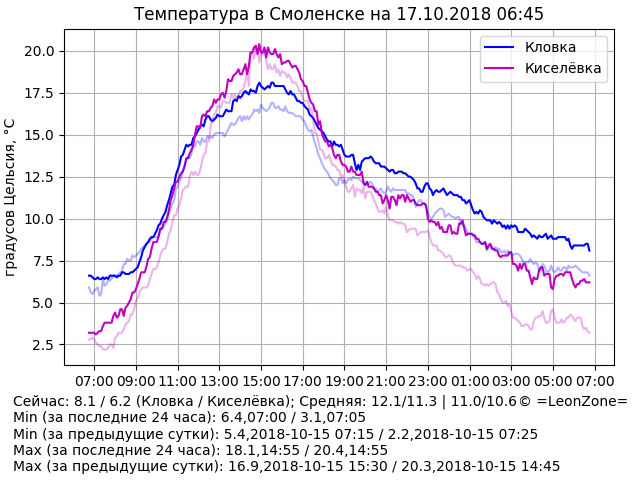 Температура в Смоленске на 17.10.2018 06:45
Кловка
Киселёвка
градусов Цельсия, °C
20.0
17.5
15.0
12.5
10.0
7.5
5.0
2.5
07:00 09:00 11:00 13:00 15:00 17:00 19:00 21:00 23:00 01:00 03:00 05:00 07:00
Сейчас: 8.1 / 6.2 (Кловка / Киселёвка); Средняя: 12.1/11.3 | 11.0/10.6© =LeonZone=
Min (за последние 24 часа): 6.4,07:00 / 3.1,07:05
Min (за предыдущие сутки): 5.4,2018-10-15 07:15 / 2.2,2018-10-15 07:25
Max (за последние 24 часа): 18.1,14:55 / 20.4,14:55
Max (за предыдущие сутки): 16.9,2018-10-15 15:30 / 20.3,2018-10-15 14:45